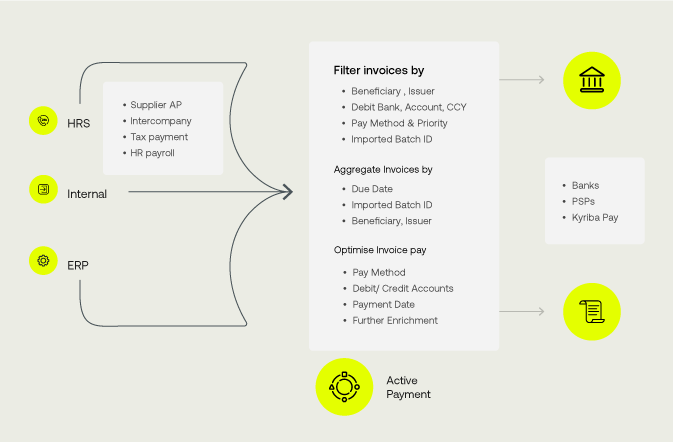 HRS
Internal
ERP
• Supplier AP
• Intercompany
• Tax payment
• HR payroll
Filter invoices by
• Beneficiary , Issuer
• Debit Bank, Account, CCY
• Pay Method & Priority
• Imported Batch ID
Aggregate Invoices by
• Due Date
• Imported Batch ID
• Beneficiary, Issuer
Optimise Invoice pay
• Pay Method
• Debit/ Credit Accounts
• Payment Date
• Further Enrichment
Active
Payment
• Banks
• PSPs
• Kyriba Pay